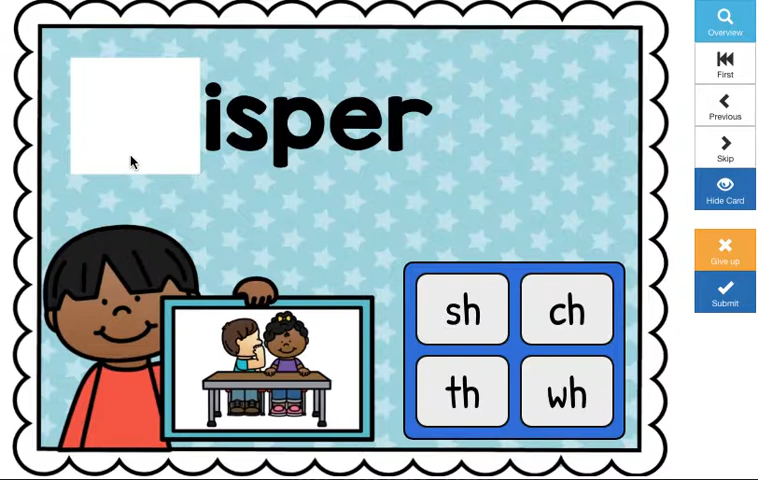 isper
sh
ch
th
wh
Overview
First
Previous
Skip
Hide Card
Give up
Submit